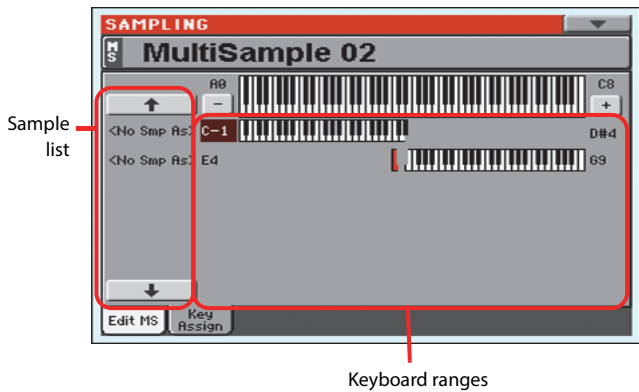 SAMPLING
MS MultiSample 02
A0 C8
- +
Sample list
<No Smp As> C-1 D#4
<No Smp As> E4 G9
Edit MS Key Assign
Keyboard ranges